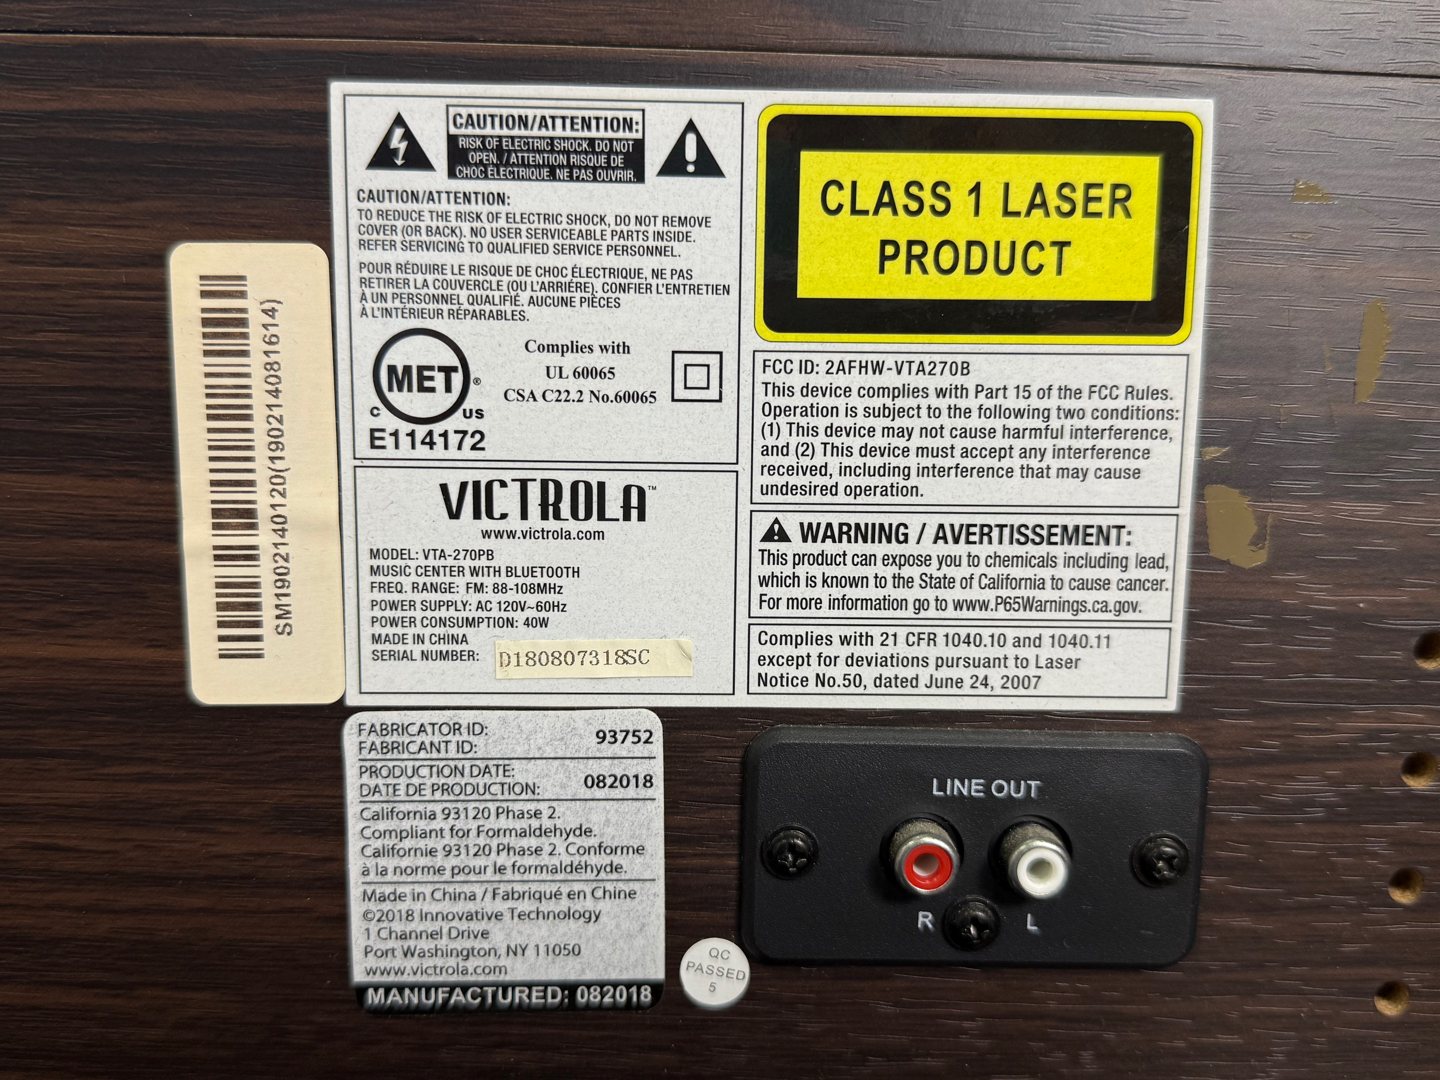 CAUTION/ATTENTION:
RISK OF ELECTRIC SHOCK. DO NOT
OPEN. / ATTENTION RISQUE DE
CHOC ÉLECTRIQUE. NE PAS OUVRIR.
CAUTION/ATTENTION:
TO REDUCE THE RISK OF ELECTRIC SHOCK, DO NOT REMOVE
COVER (OR BACK). NO USER SERVICEABLE PARTS INSIDE.
REFER SERVICING TO QUALIFIED SERVICE PERSONNEL.
POUR RÉDUIRE LE RISQUE DE CHOC ÉLECTRIQUE, NE PAS
RETIRER LA COUVERCLE (OU L'ARRIÉRE). CONFIER L'ENTRETIEN
À UN PERSONNEL QUALIFIÉ. AUCUNE PIÈCES
À L'INTÉRIEUR RÉPARABLES.
MET ®
C US
E114172
Complies with
UL 60065
CSA C22.2 No.60065
VICTROLA™
www.victrola.com
MODEL: VTA-270PB
MUSIC CENTER WITH BLUETOOTH
FREQ. RANGE: FM: 88-108MHz
POWER SUPPLY: AC 120V~60Hz
POWER CONSUMPTION: 40W
MADE IN CHINA
SERIAL NUMBER: D180807318SC
CLASS 1 LASER
PRODUCT
FCC ID: 2AFHW-VTA270B
This device complies with Part 15 of the FCC Rules.
Operation is subject to the following two conditions:
(1) This device may not cause harmful interference,
and (2) This device must accept any interference
received, including interference that may cause
undesired operation.
WARNING / AVERTISSEMENT:
This product can expose you to chemicals including lead,
which is known to the State of California to cause cancer.
For more information go to www.P65Warnings.ca.gov.
Complies with 21 CFR 1040.10 and 1040.11
except for deviations pursuant to Laser
Notice No.50, dated June 24, 2007
SM1902140120(190214081614)
FABRICATOR ID:
FABRICANT ID: 93752
PRODUCTION DATE:
DATE DE PRODUCTION: 082018
California 93120 Phase 2.
Compliant for Formaldehyde.
Californie 93120 Phase 2. Conforme
à la norme pour le formaldéhyde.
Made in China / Fabriqué en Chine
©2018 Innovative Technology
1 Channel Drive
Port Washington, NY 11050
www.victrola.com
MANUFACTURED: 082018
QC
PASSED
5
LINE OUT
R L